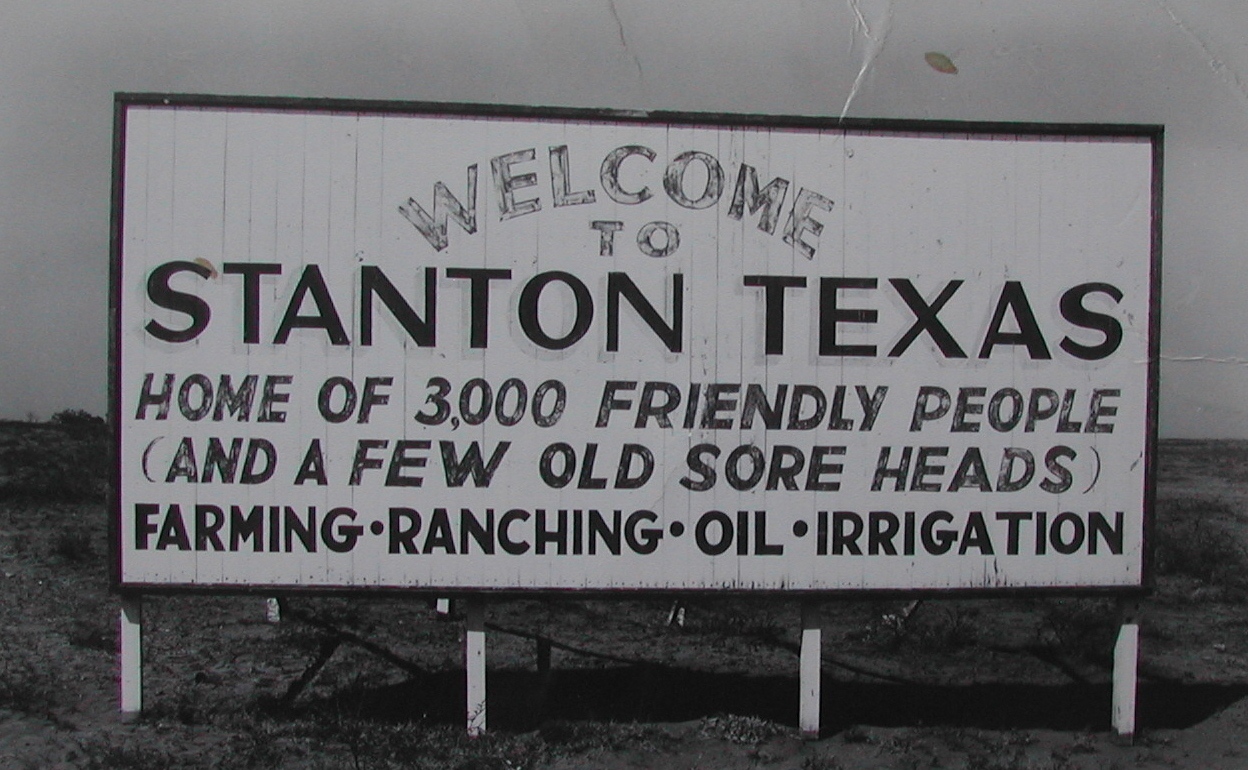 WELCOME
TO
STANTON TEXAS
HOME OF 3,000 FRIENDLY PEOPLE
(AND A FEW OLD SORE HEADS)
FARMING • RANCHING • OIL • IRRIGATION